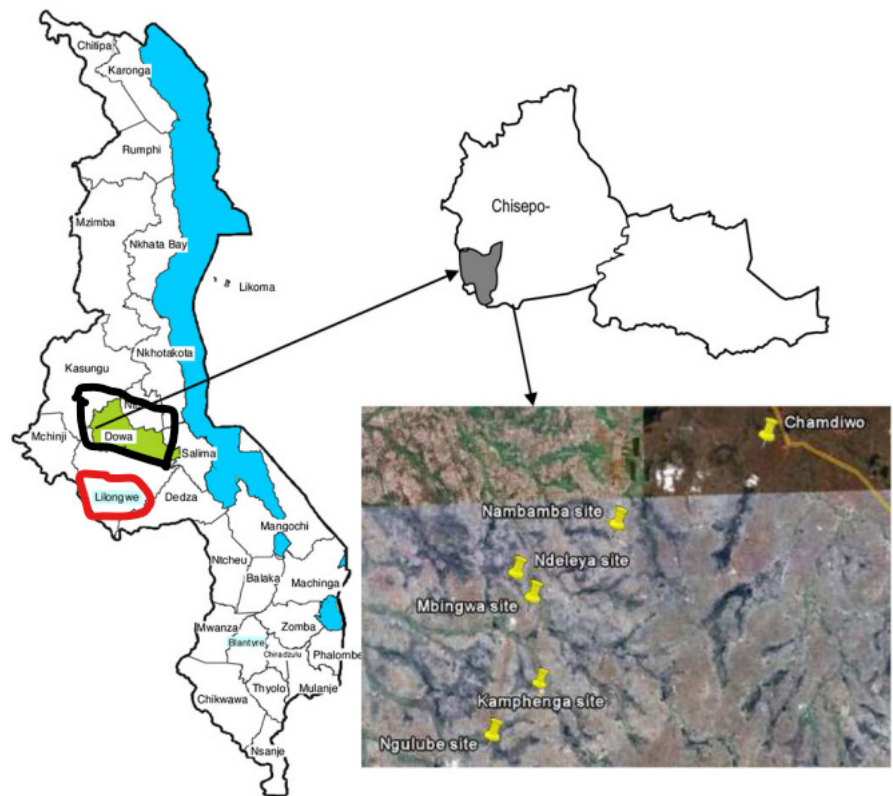 Chitipa
Karonga
Rumphi
Mzimba
Nkhata Bay
Likoma
Nkhotakota
Kasungu
Mchinji
Dowa
Salima
Lilongwe
Dedza
Mangochi
Ntcheu
Balaka
Machinga
Mwanza
Zomba
Blantyre
Chiradzulu
Phalombe
Thyolo
Mulanje
Chikwawa
Nsanje
Chisepo-
Chamdiwo
Nambamba site
Ndeleya site
Mbingwa site
Kamphenga site
Ngulube site